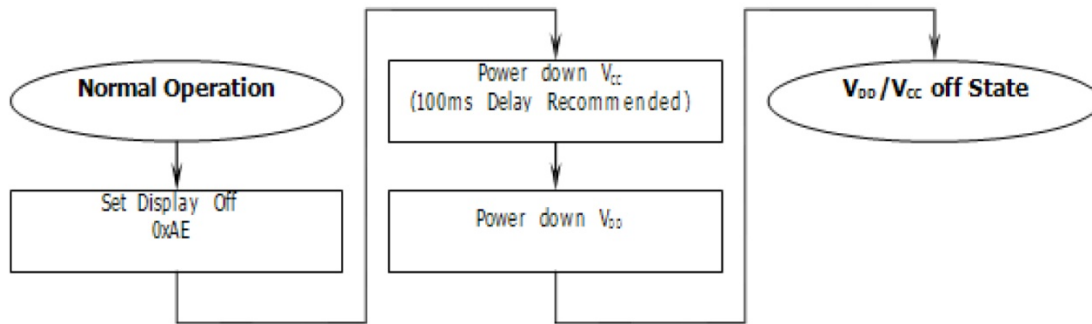 Normal Operation
Set Display Off
0xAE
Power down VCC
(100ms Delay Recommended)
Power down VDD
VDD/VCC off State